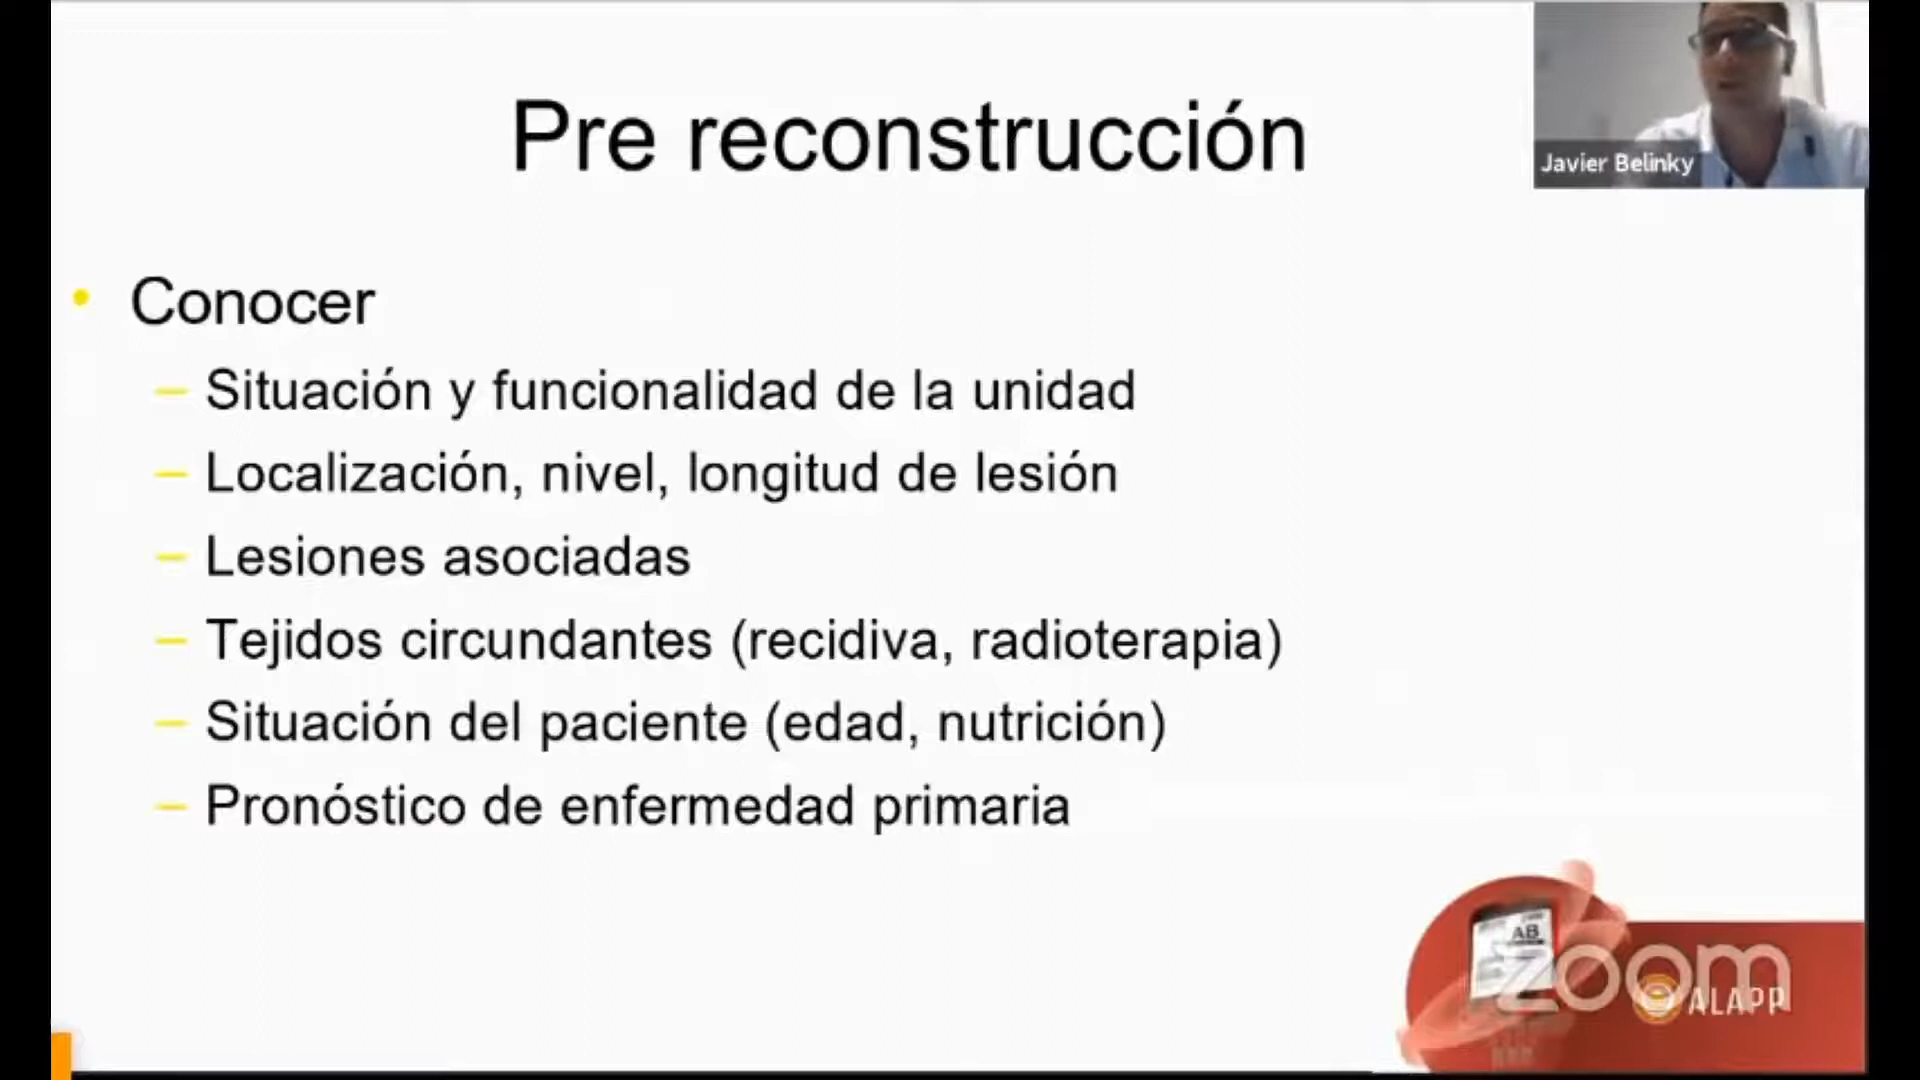 Pre reconstrucción
Javier Belinky
• Conocer
– Situación y funcionalidad de la unidad
– Localización, nivel, longitud de lesión
– Lesiones asociadas
– Tejidos circundantes (recidiva, radioterapia)
– Situación del paciente (edad, nutrición)
– Pronóstico de enfermedad primaria
AB
zoom
ALAPP